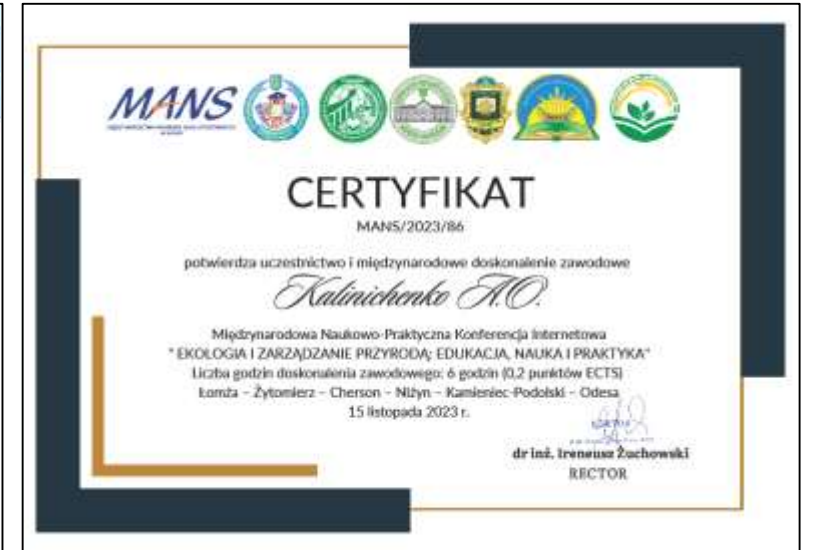 MANS
CERTYFIKAT
MANS/2023/86
potwierdza uczestnictwo i międzynarodowe doskonalenie zawodowe
Kalinichenko A.O.
Międzynarodowa Naukowo-Praktyczna Konferencja Internetowa
" EKOLOGIA I ZARZĄDZANIE PRZYRODĄ: EDUKACJA, NAUKA I PRAKTYKA"
Liczba godzin doskonalenia zawodowego: 6 godzin (0,2 punktów ECTS)
Łomża – Żytomierz – Cherson – Niżyn – Kamieniec-Podolski – Odesa
15 listopada 2023 r.
dr inż. Ireneusz Żuchowski
RECTOR